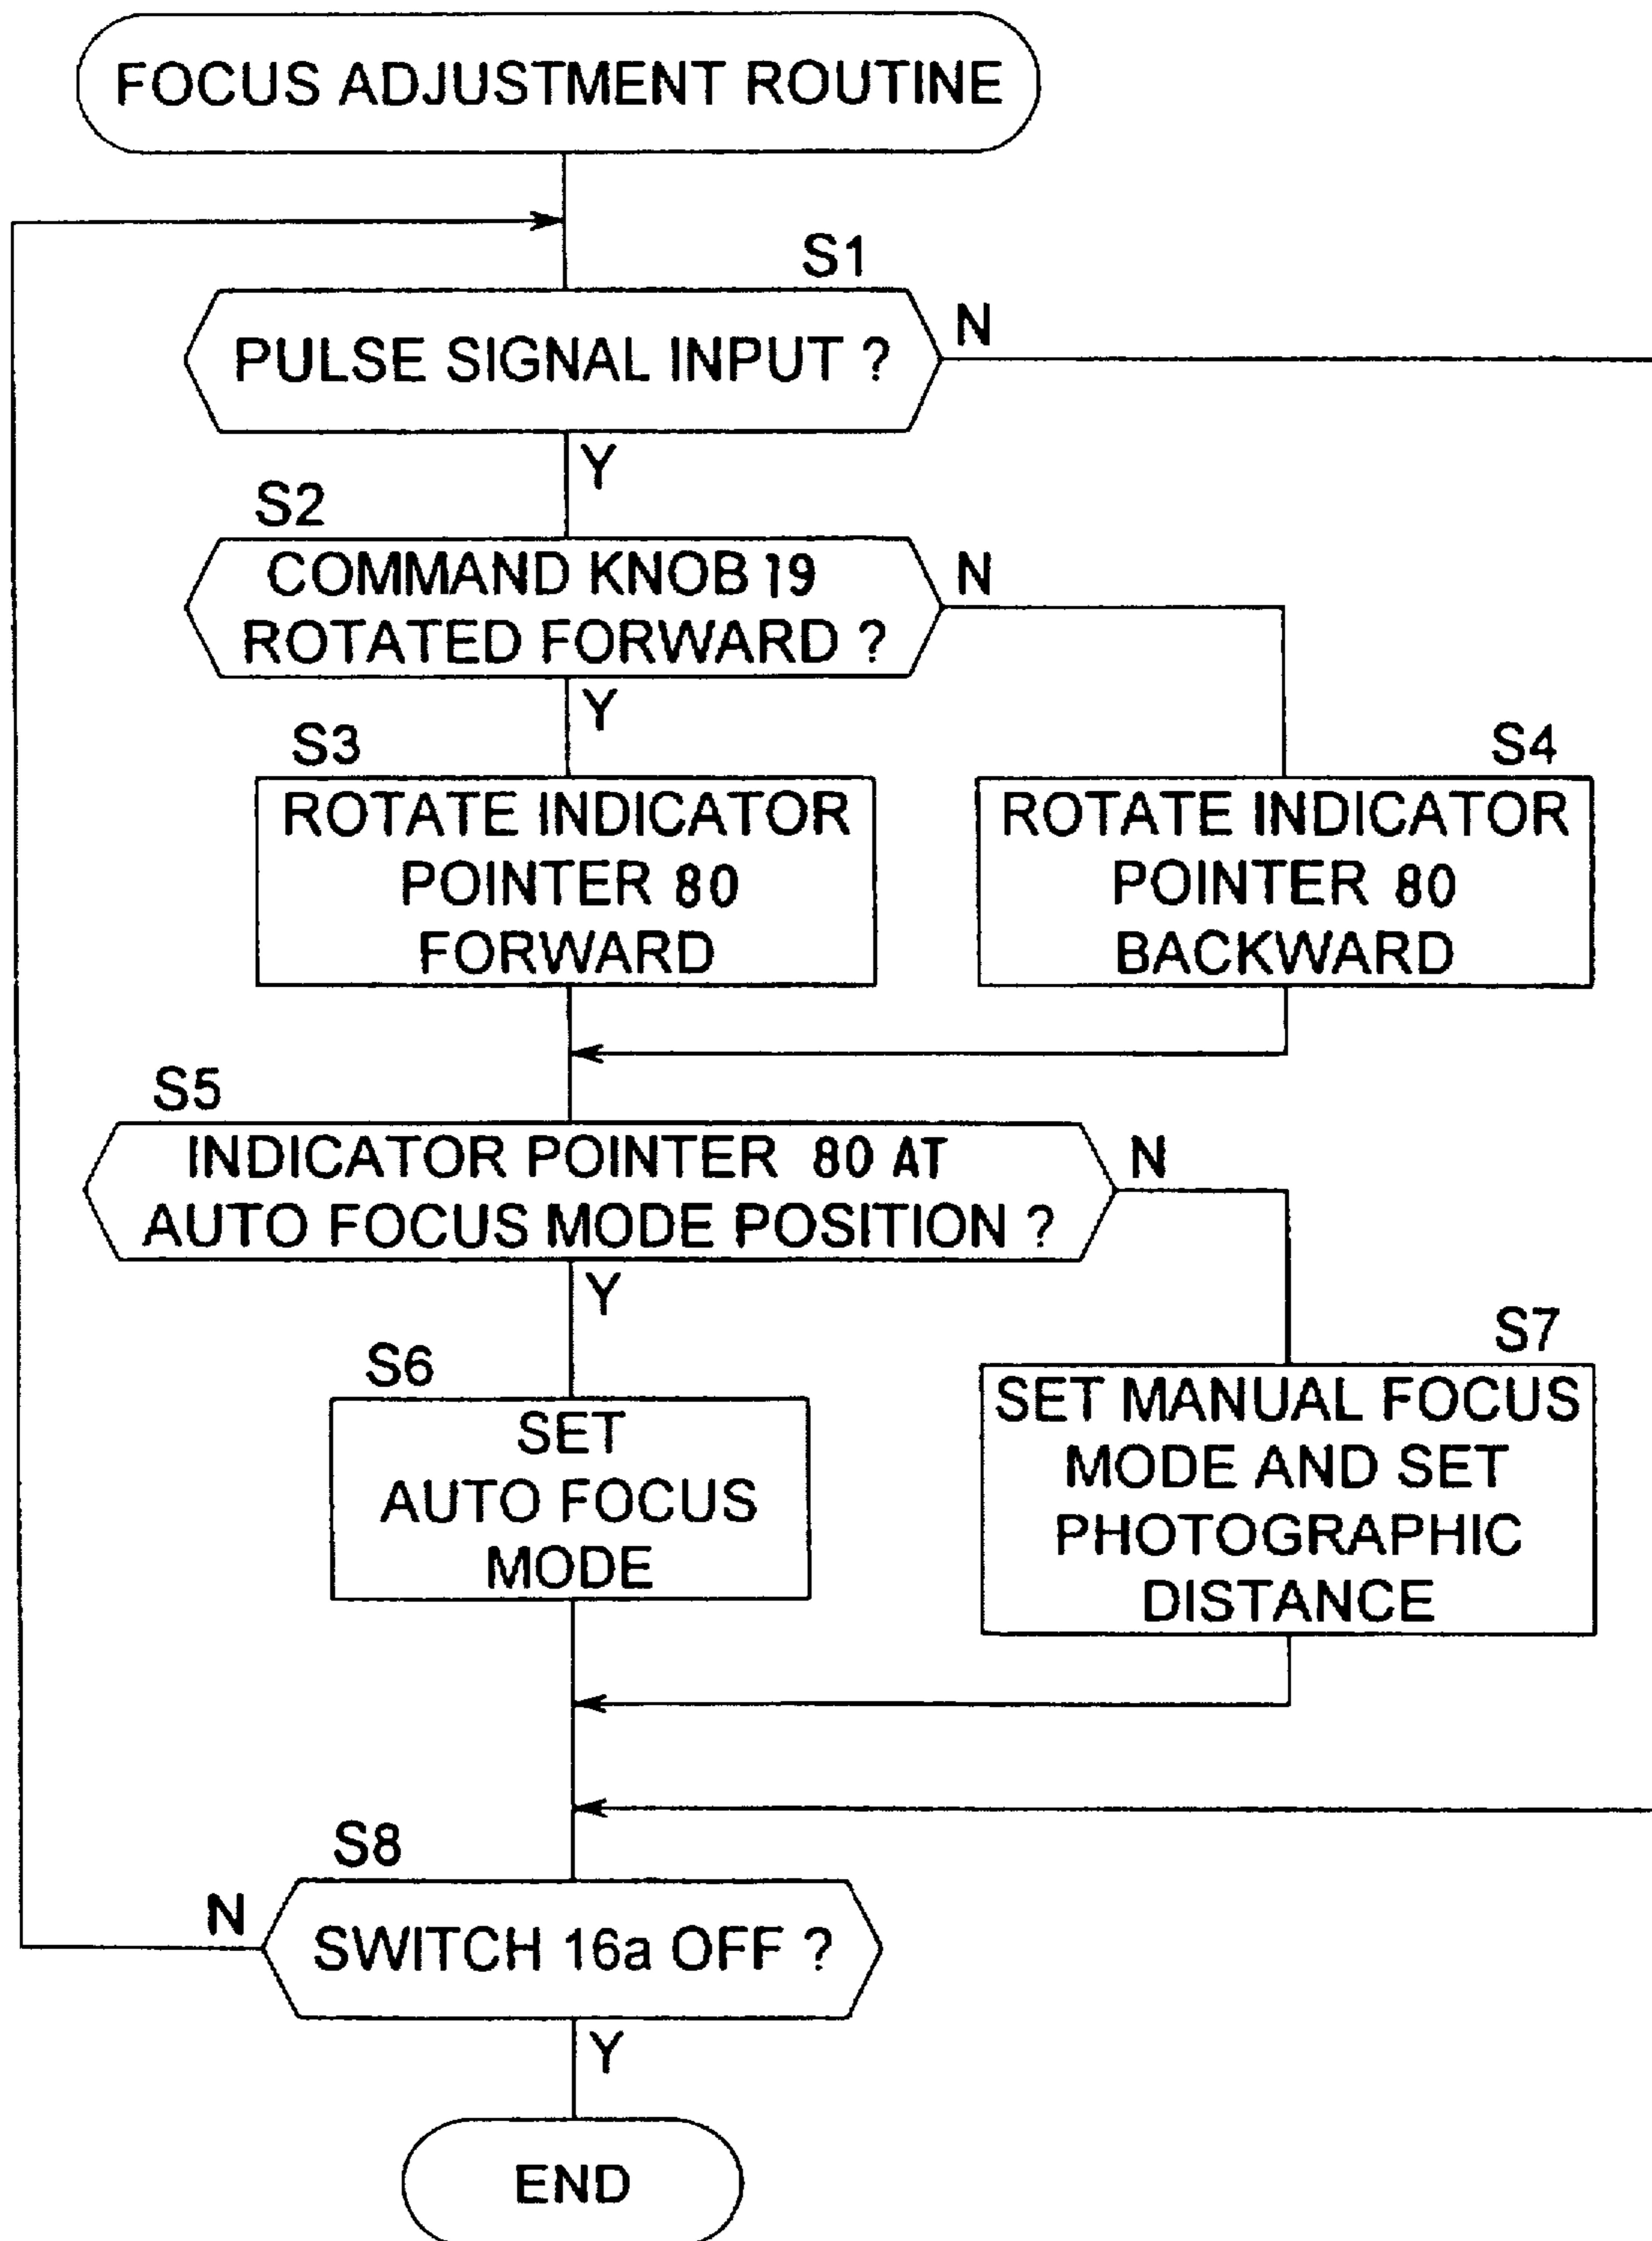 FOCUS ADJUSTMENT ROUTINE
S1
PULSE SIGNAL INPUT ?
N
Y
S2
COMMAND KNOB 19
ROTATED FORWARD ?
N
Y
S3
ROTATE INDICATOR
POINTER 80
FORWARD
S4
ROTATE INDICATOR
POINTER 80
BACKWARD
S5
INDICATOR POINTER 80 AT
AUTO FOCUS MODE POSITION ?
N
Y
S6
SET
AUTO FOCUS
MODE
S7
SET MANUAL FOCUS
MODE AND SET
PHOTOGRAPHIC
DISTANCE
S8
N
SWITCH 16a OFF ?
Y
END